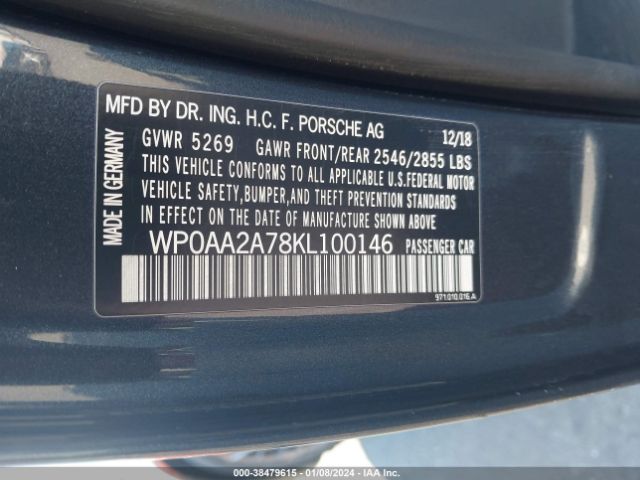 MFD BY DR. ING. H.C. F. PORSCHE AG 12/18
GVWR 5269 GAWR FRONT/REAR 2546/2855 LBS
THIS VEHICLE CONFORMS TO ALL APPLICABLE U.S.FEDERAL MOTOR
VEHICLE SAFETY,BUMPER,AND THEFT PREVENTION STANDARDS
IN EFFECT ON THE DATE OF MANUFACTURE SHOWN ABOVE.
WP0AA2A78KL100146 PASSENGER CAR
971.010.016.A
MADE IN GERMANY
© 38479615 - 01/08/2024 - IAA Inc.